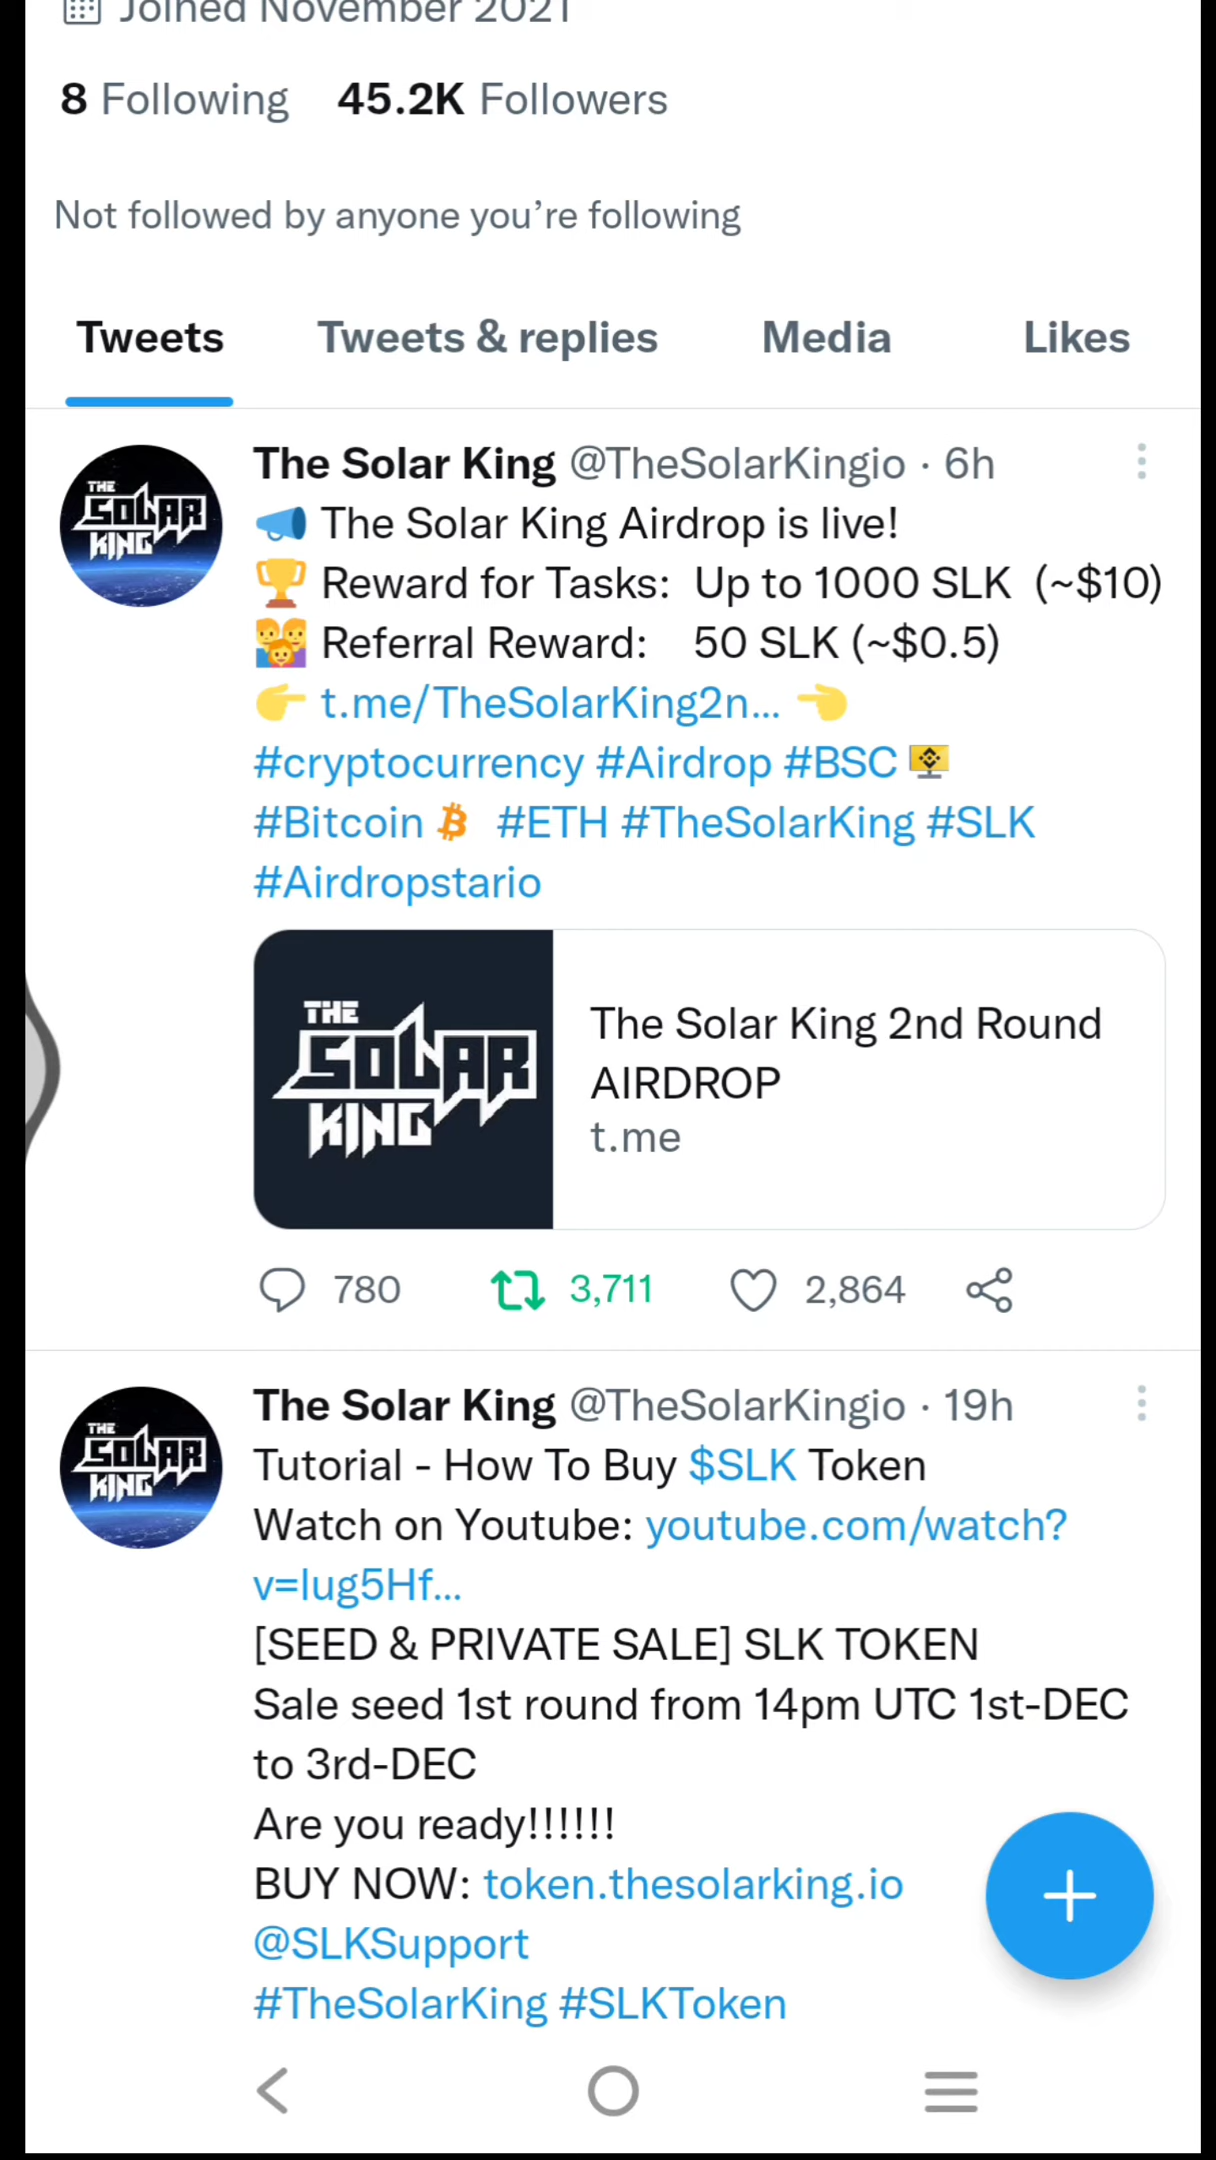 Joined November 2021
8 Following 45.2K Followers
Not followed by anyone you’re following
Tweets Tweets & replies Media Likes
The Solar King @TheSolarKingio · 6h
THE SOLAR KING
📣 The Solar King Airdrop is live!
🏆 Reward for Tasks: Up to 1000 SLK (~$10)
👨‍👩‍👧 Referral Reward: 50 SLK (~$0.5)
👉 t.me/TheSolarKing2n... 👈
#cryptocurrency #Airdrop #BSC
#Bitcoin #ETH #TheSolarKing #SLK
#Airdropstario
THE
SOLAR
KING
The Solar King 2nd Round
AIRDROP
t.me
780 3,711 2,864
The Solar King @TheSolarKingio · 19h
THE SOLAR KING
Tutorial - How To Buy $SLK Token
Watch on Youtube: youtube.com/watch?
v=lug5Hf...
[SEED & PRIVATE SALE] SLK TOKEN
Sale seed 1st round from 14pm UTC 1st-DEC
to 3rd-DEC
Are you ready!!!!!!
BUY NOW: token.thesolarking.io
@SLKSupport
#TheSolarKing #SLKToken